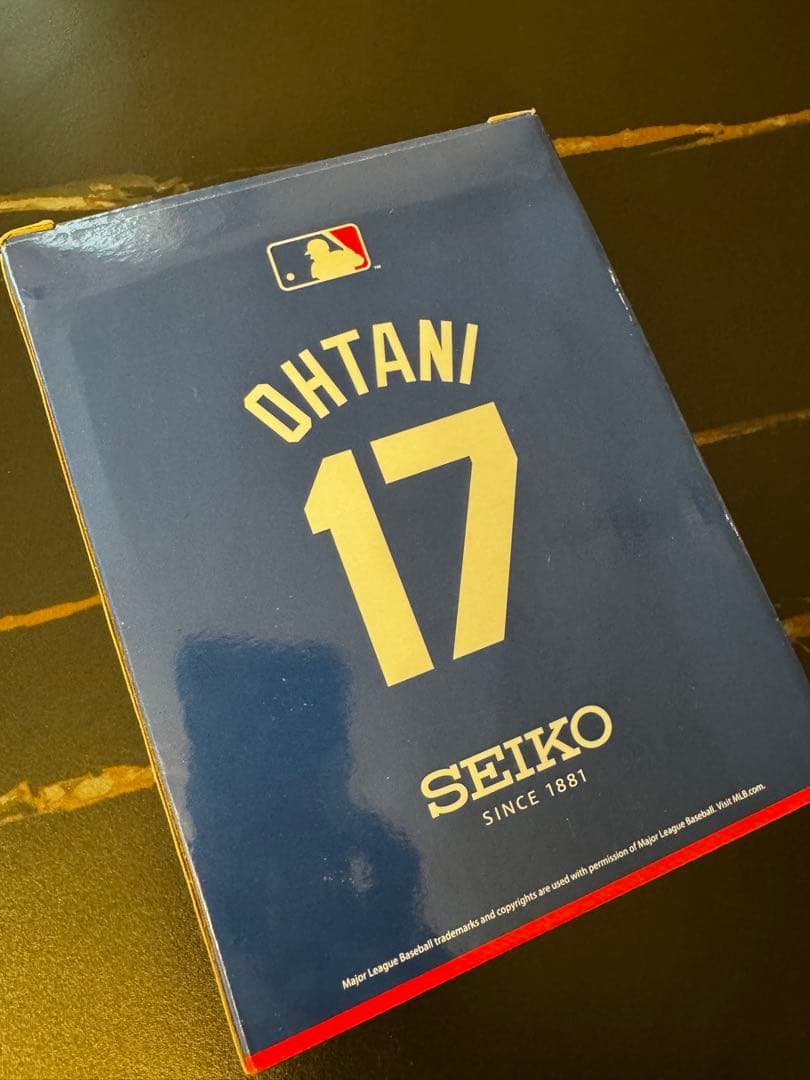 TM
OHTANI
17
SEIKO
SINCE 1881
Major League Baseball trademarks and copyrights are used with permission of Major League Baseball. Visit MLB.com.